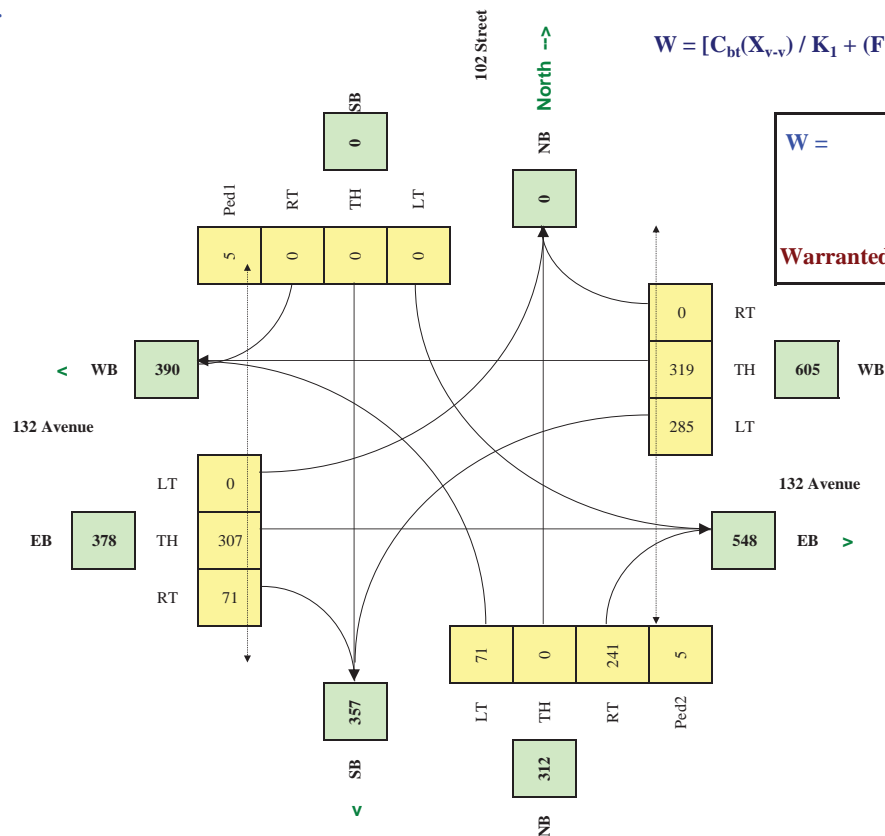 102 Street
North -->
W = [C_bt(X_v-v) / K_1 + (F
SB
0
NB
0
W =
Warranted
Ped1
RT
TH
LT
5
0
0
0
0
RT
< WB
390
319
TH
605
WB
132 Avenue
285
LT
LT
0
132 Avenue
EB
378
TH
307
548
EB >
RT
71
71
0
241
5
357
LT
TH
RT
Ped2
SB
312
<
NB